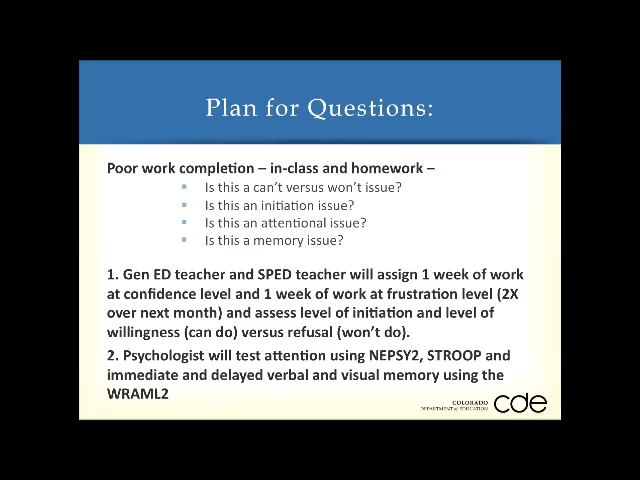 Plan for Questions:
Poor work completion – in-class and homework –
Is this a can't versus won't issue?
Is this an initiation issue?
Is this an attentional issue?
Is this a memory issue?
1. Gen ED teacher and SPED teacher will assign 1 week of work
at confidence level and 1 week of work at frustration level (2X
over next month) and assess level of initiation and level of
willingness (can do) versus refusal (won't do).
2. Psychologist will test attention using NEPSY2, STROOP and
immediate and delayed verbal and visual memory using the
WRAML2
COLORADO
DEPARTMENT of EDUCATION
cde